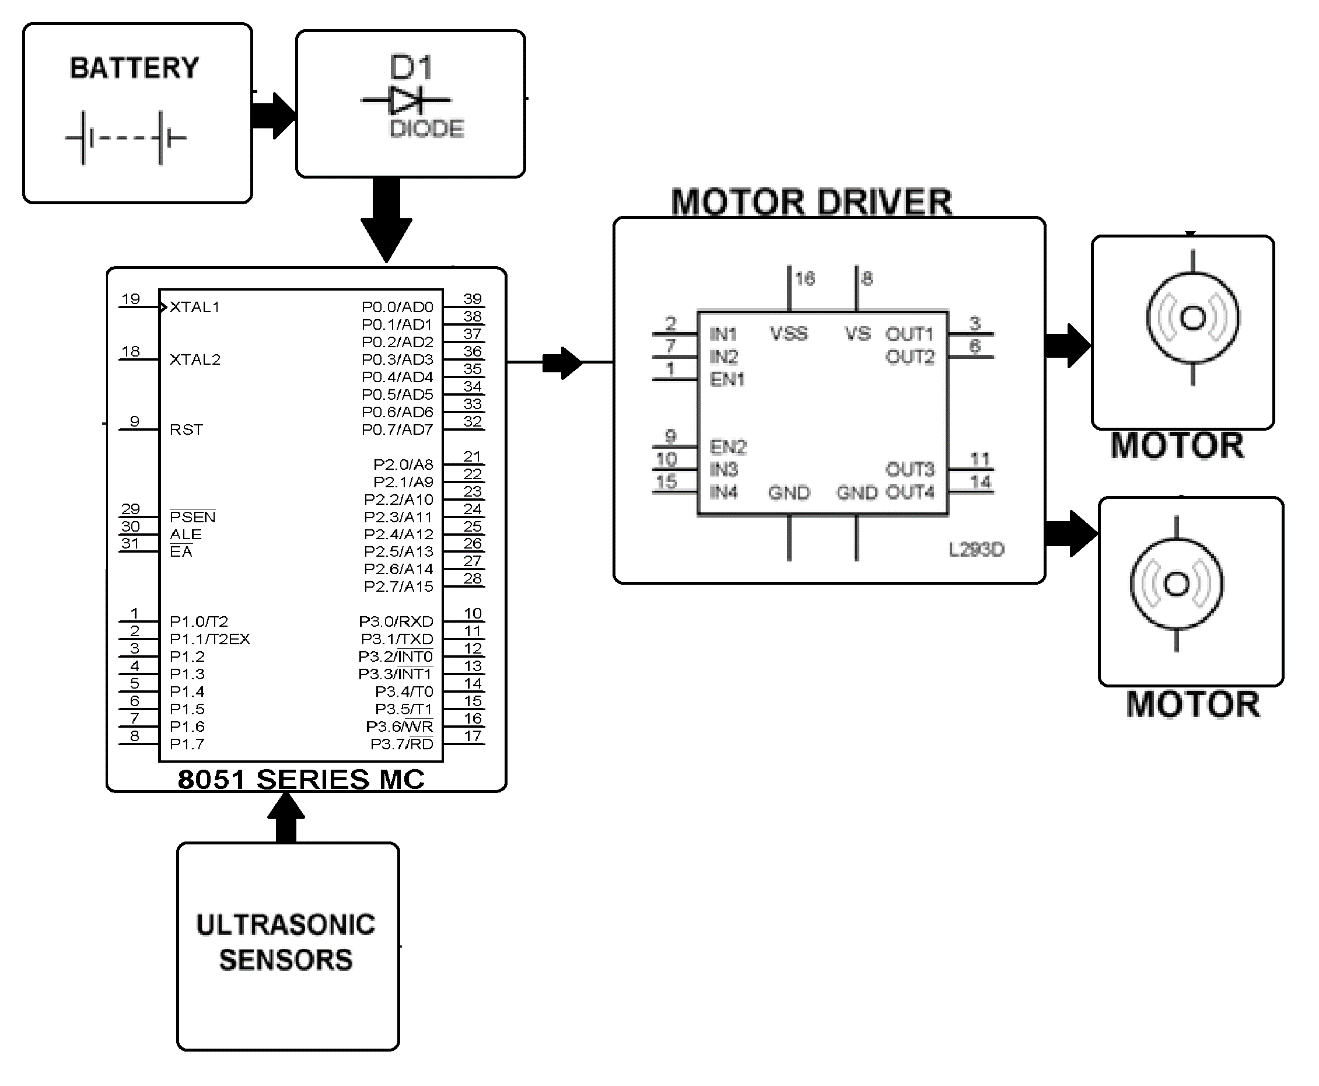 BATTERY
D1
DIODE
MOTOR DRIVER
16
8
2 IN1 VSS VS OUT1 3
7 IN2 OUT2 6
1 EN1
9 EN2
10 IN3 OUT3 11
15 IN4 GND GND OUT4 14
L293D
MOTOR
MOTOR
19 XTAL1 P0.0/AD0 39
P0.1/AD1 38
P0.2/AD2 37
18 XTAL2 P0.3/AD3 36
P0.4/AD4 35
P0.5/AD5 34
P0.6/AD6 33
9 RST P0.7/AD7 32
P2.0/A8 21
P2.1/A9 22
P2.2/A10 23
29 PSEN P2.3/A11 24
30 ALE P2.4/A12 25
31 EA P2.5/A13 26
P2.6/A14 27
P2.7/A15 28
1 P1.0/T2 P3.0/RXD 10
2 P1.1/T2EX P3.1/TXD 11
3 P1.2 P3.2/INT0 12
4 P1.3 P3.3/INT1 13
5 P1.4 P3.4/T0 14
6 P1.5 P3.5/T1 15
7 P1.6 P3.6/WR 16
8 P1.7 P3.7/RD 17
8051 SERIES MC
ULTRASONIC
SENSORS